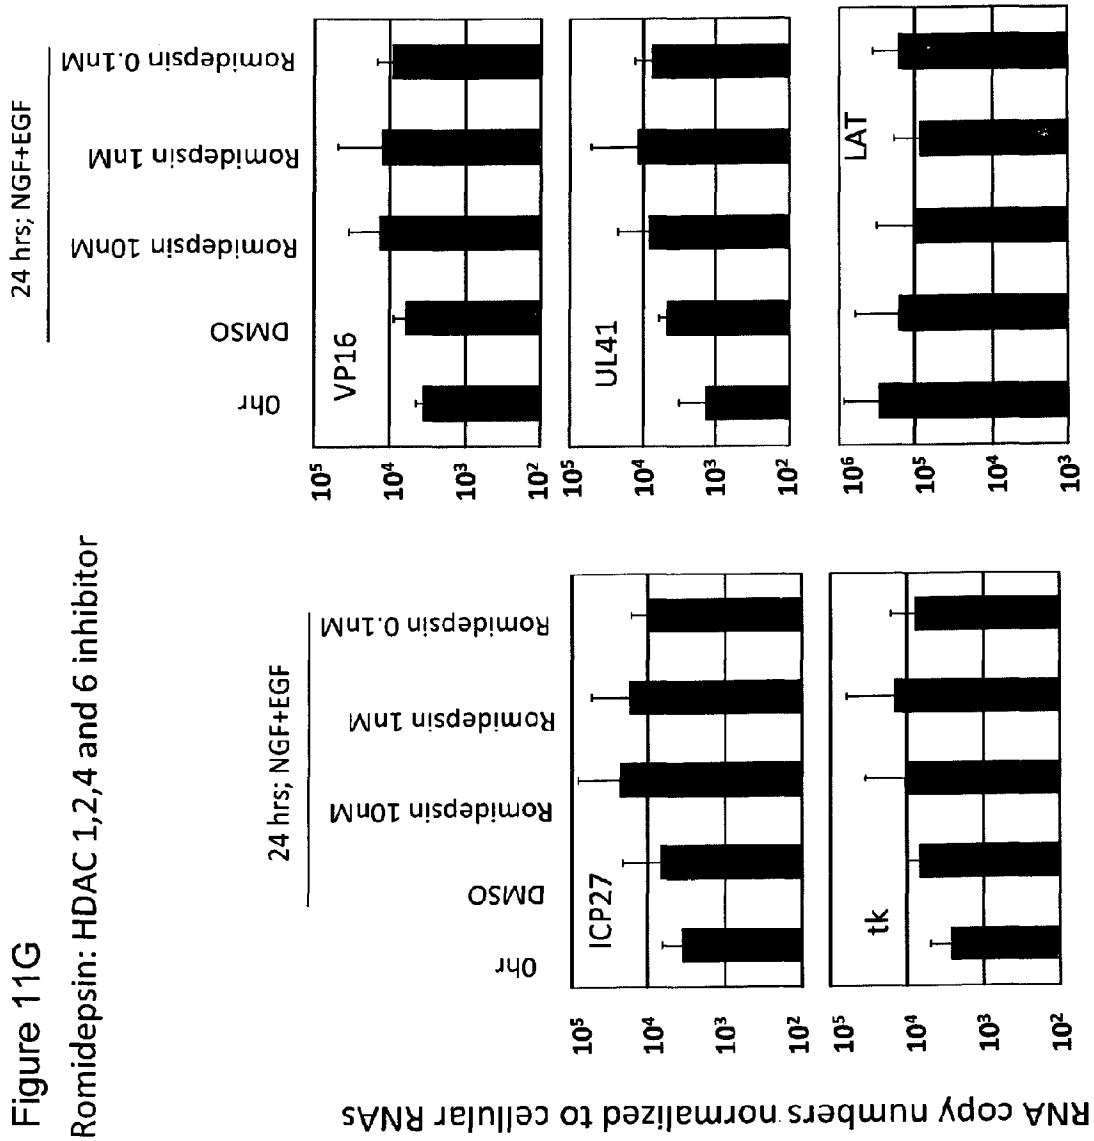 Figure 11G
Romidepsin: HDAC 1,2,4 and 6 inhibitor
RNA copy numbers normalized to cellular RNAs
24 hrs; NGF+EGF
0hr
DMSO
Romidepsin 10nM
Romidepsin 1nM
Romidepsin 0.1nM
ICP27
10⁵
10⁴
10³
10²
tk
10⁵
10⁴
10³
10²
24 hrs; NGF+EGF
0hr
DMSO
Romidepsin 10nM
Romidepsin 1nM
Romidepsin 0.1nM
VP16
10⁵
10⁴
10³
10²
UL41
10⁵
10⁴
10³
10²
LAT
10⁶
10⁵
10⁴
10³